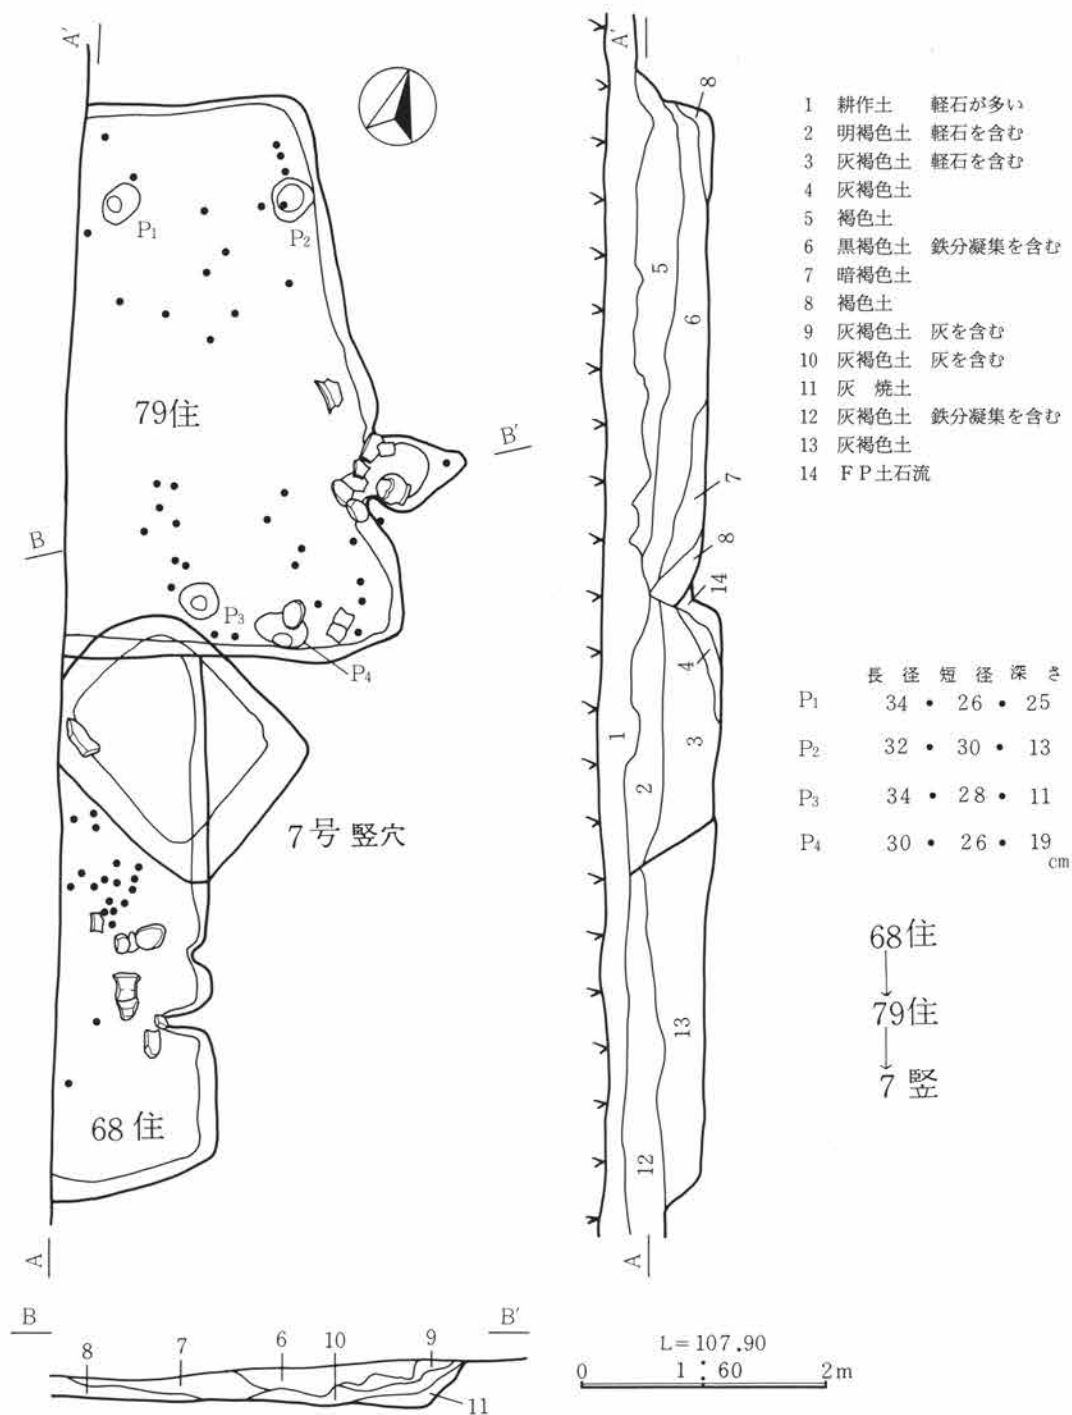 A'
P₁
P₂
79住
B'
B
P₃
P₄
7号竪穴
68住
A
A'
8
5
6
7
8
14
4
1
3
2
13
12
A
1 耕作土 軽石が多い
2 明褐色土 軽石を含む
3 灰褐色土 軽石を含む
4 灰褐色土
5 褐色土
6 黒褐色土 鉄分凝集を含む
7 暗褐色土
8 褐色土
9 灰褐色土 灰を含む
10 灰褐色土 灰を含む
11 灰 焼土
12 灰褐色土 鉄分凝集を含む
13 灰褐色土
14 FP土石流
長径 短径 深さ
P₁ 34・26・25
P₂ 32・30・13
P₃ 34・28・11
P₄ 30・26・19
cm
68住
↓
79住
↓
7竪
B B'
8 7 6 10 9
11
L=107.90
0 1:60 2m